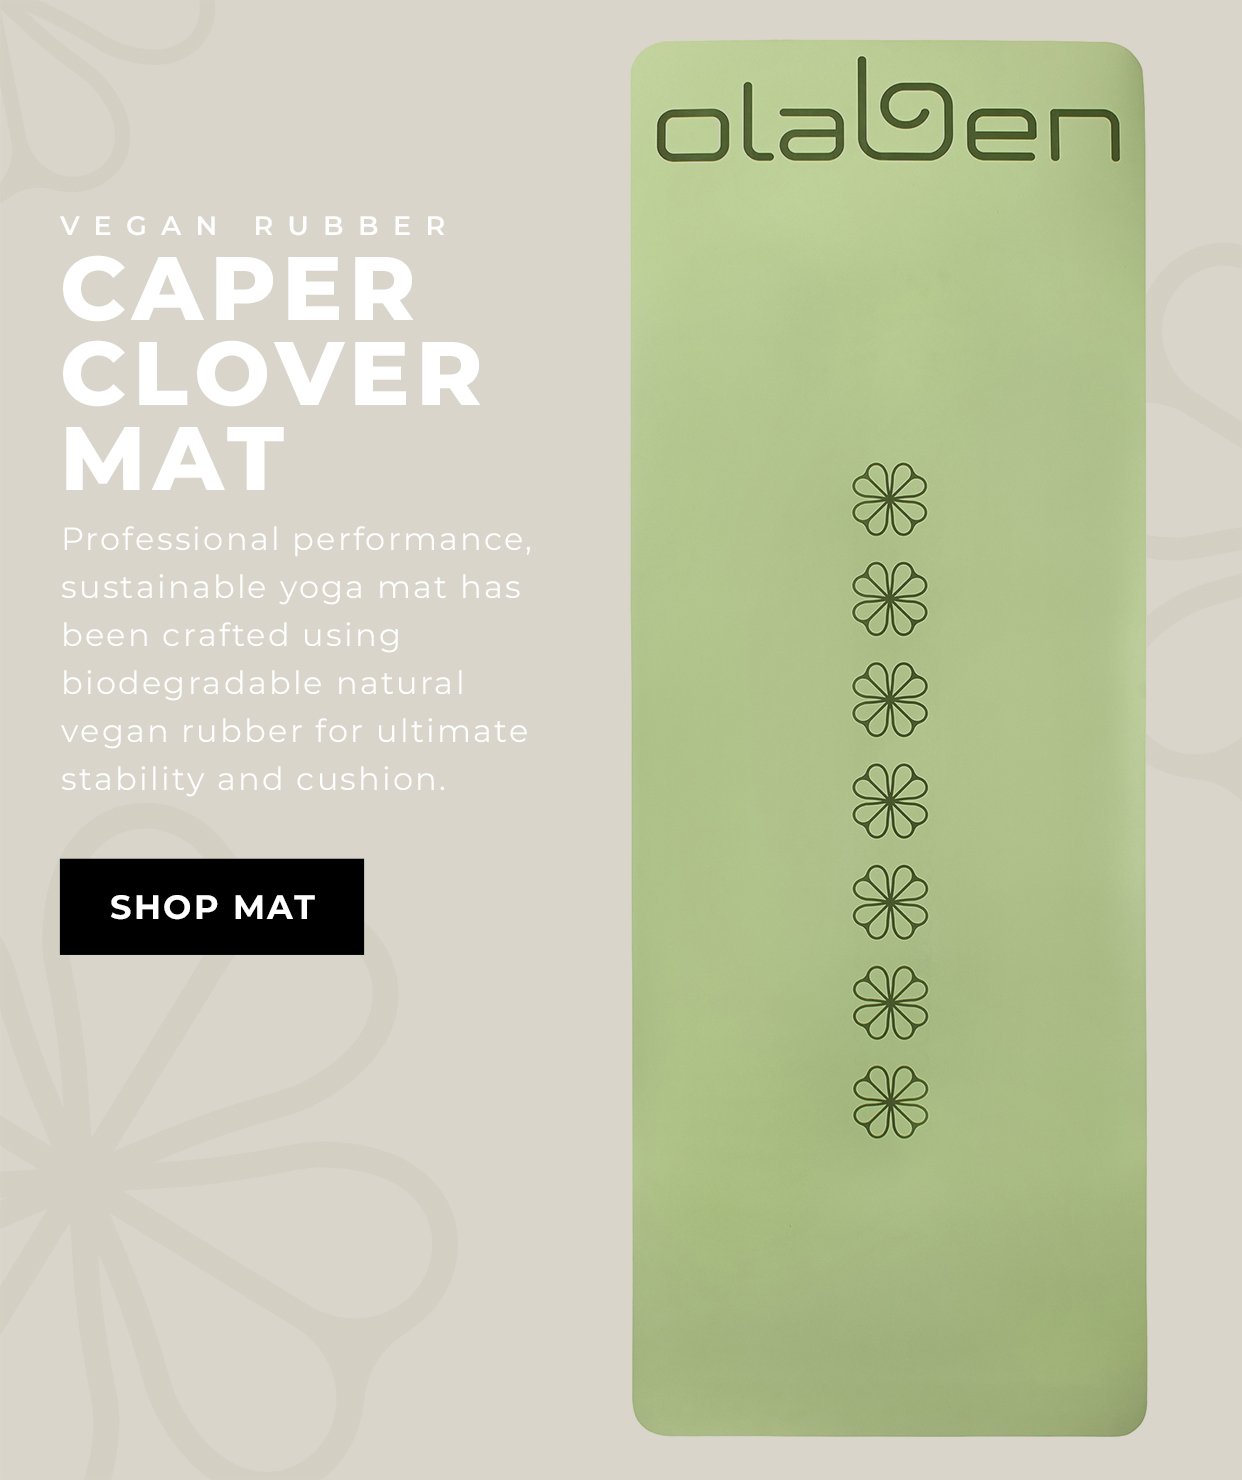 VEGAN RUBBER
CAPER
CLOVER
MAT
Professional performance,
sustainable yoga mat has
been crafted using
biodegradable natural
vegan rubber for ultimate
stability and cushion.
SHOP MAT
olaben